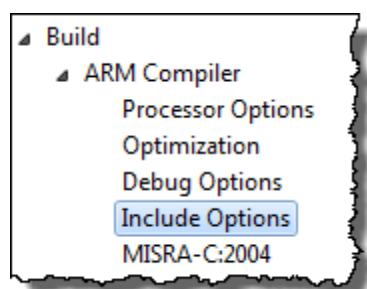 Build
ARM Compiler
Processor Options
Optimization
Debug Options
Include Options
MISRA-C:2004